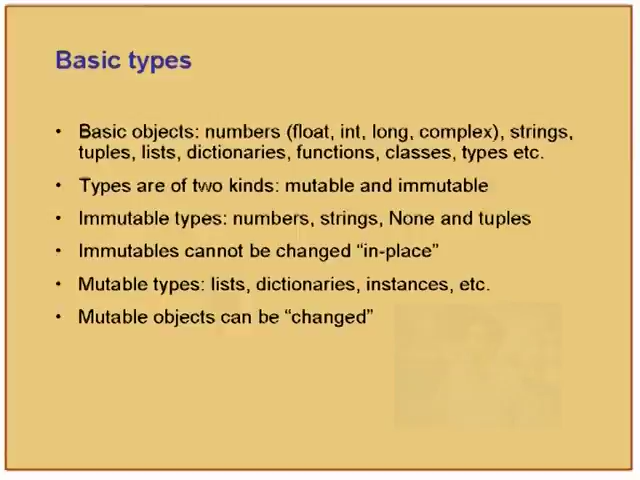 Basic types
• Basic objects: numbers (float, int, long, complex), strings,
tuples, lists, dictionaries, functions, classes, types etc.
• Types are of two kinds: mutable and immutable
• Immutable types: numbers, strings, None and tuples
• Immutables cannot be changed “in-place”
• Mutable types: lists, dictionaries, instances, etc.
• Mutable objects can be “changed”